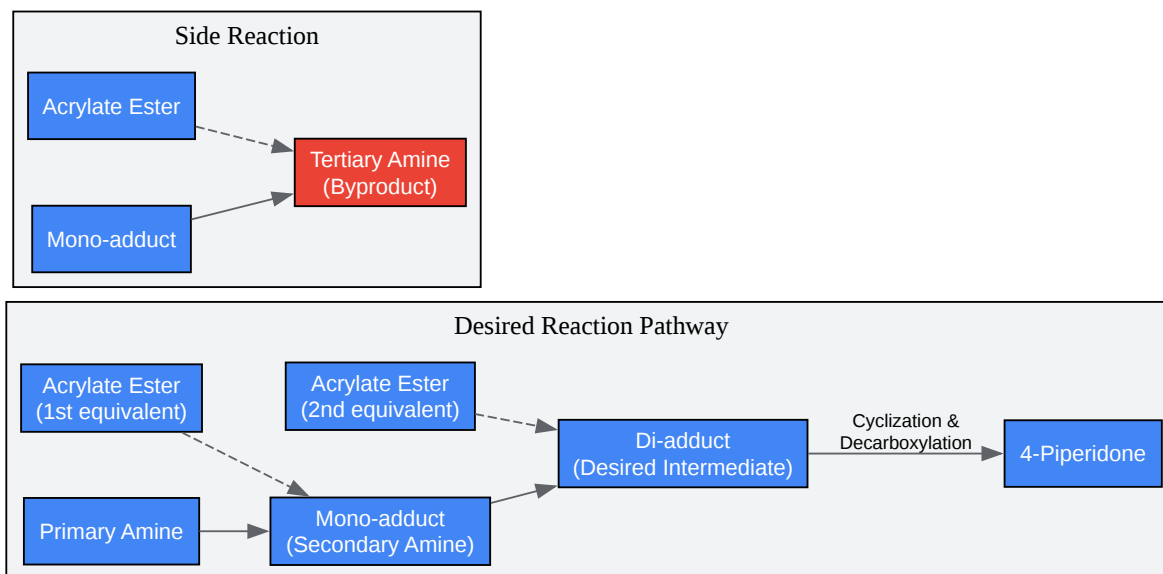 Side Reaction
Acrylate Ester
Tertiary Amine
(Byproduct)
Mono-adduct
Desired Reaction Pathway
Acrylate Ester
(1st equivalent)
Acrylate Ester
(2nd equivalent)
Di-adduct
(Desired Intermediate)
Cyclization &
Decarboxylation
4-Piperidone
Primary Amine
Mono-adduct
(Secondary Amine)